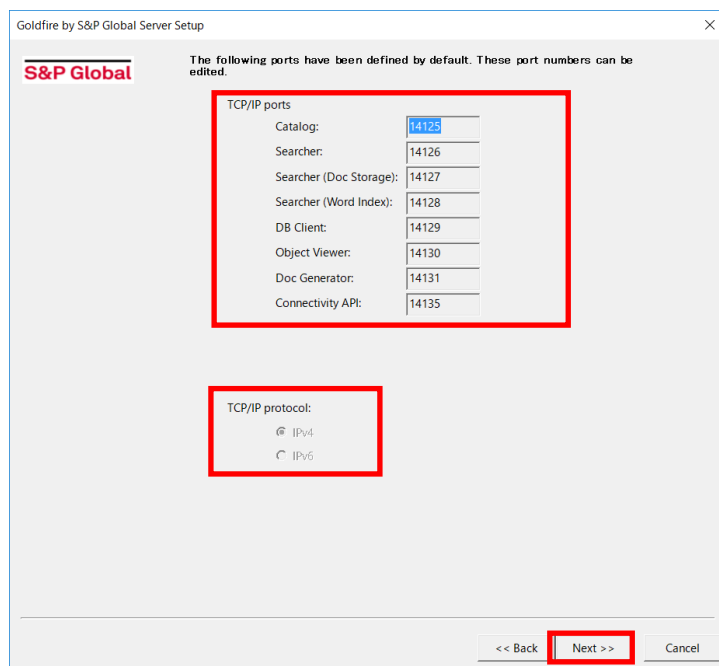 Goldfire by S&P Global Server Setup
S&P Global
The following ports have been defined by default. These port numbers can be
edited.
TCP/IP ports
Catalog: 14125
Searcher: 14126
Searcher (Doc Storage): 14127
Searcher (Word Index): 14128
DB Client: 14129
Object Viewer: 14130
Doc Generator: 14131
Connectivity API: 14135
TCP/IP protocol:
IPv4
IPv6
<< Back Next >> Cancel